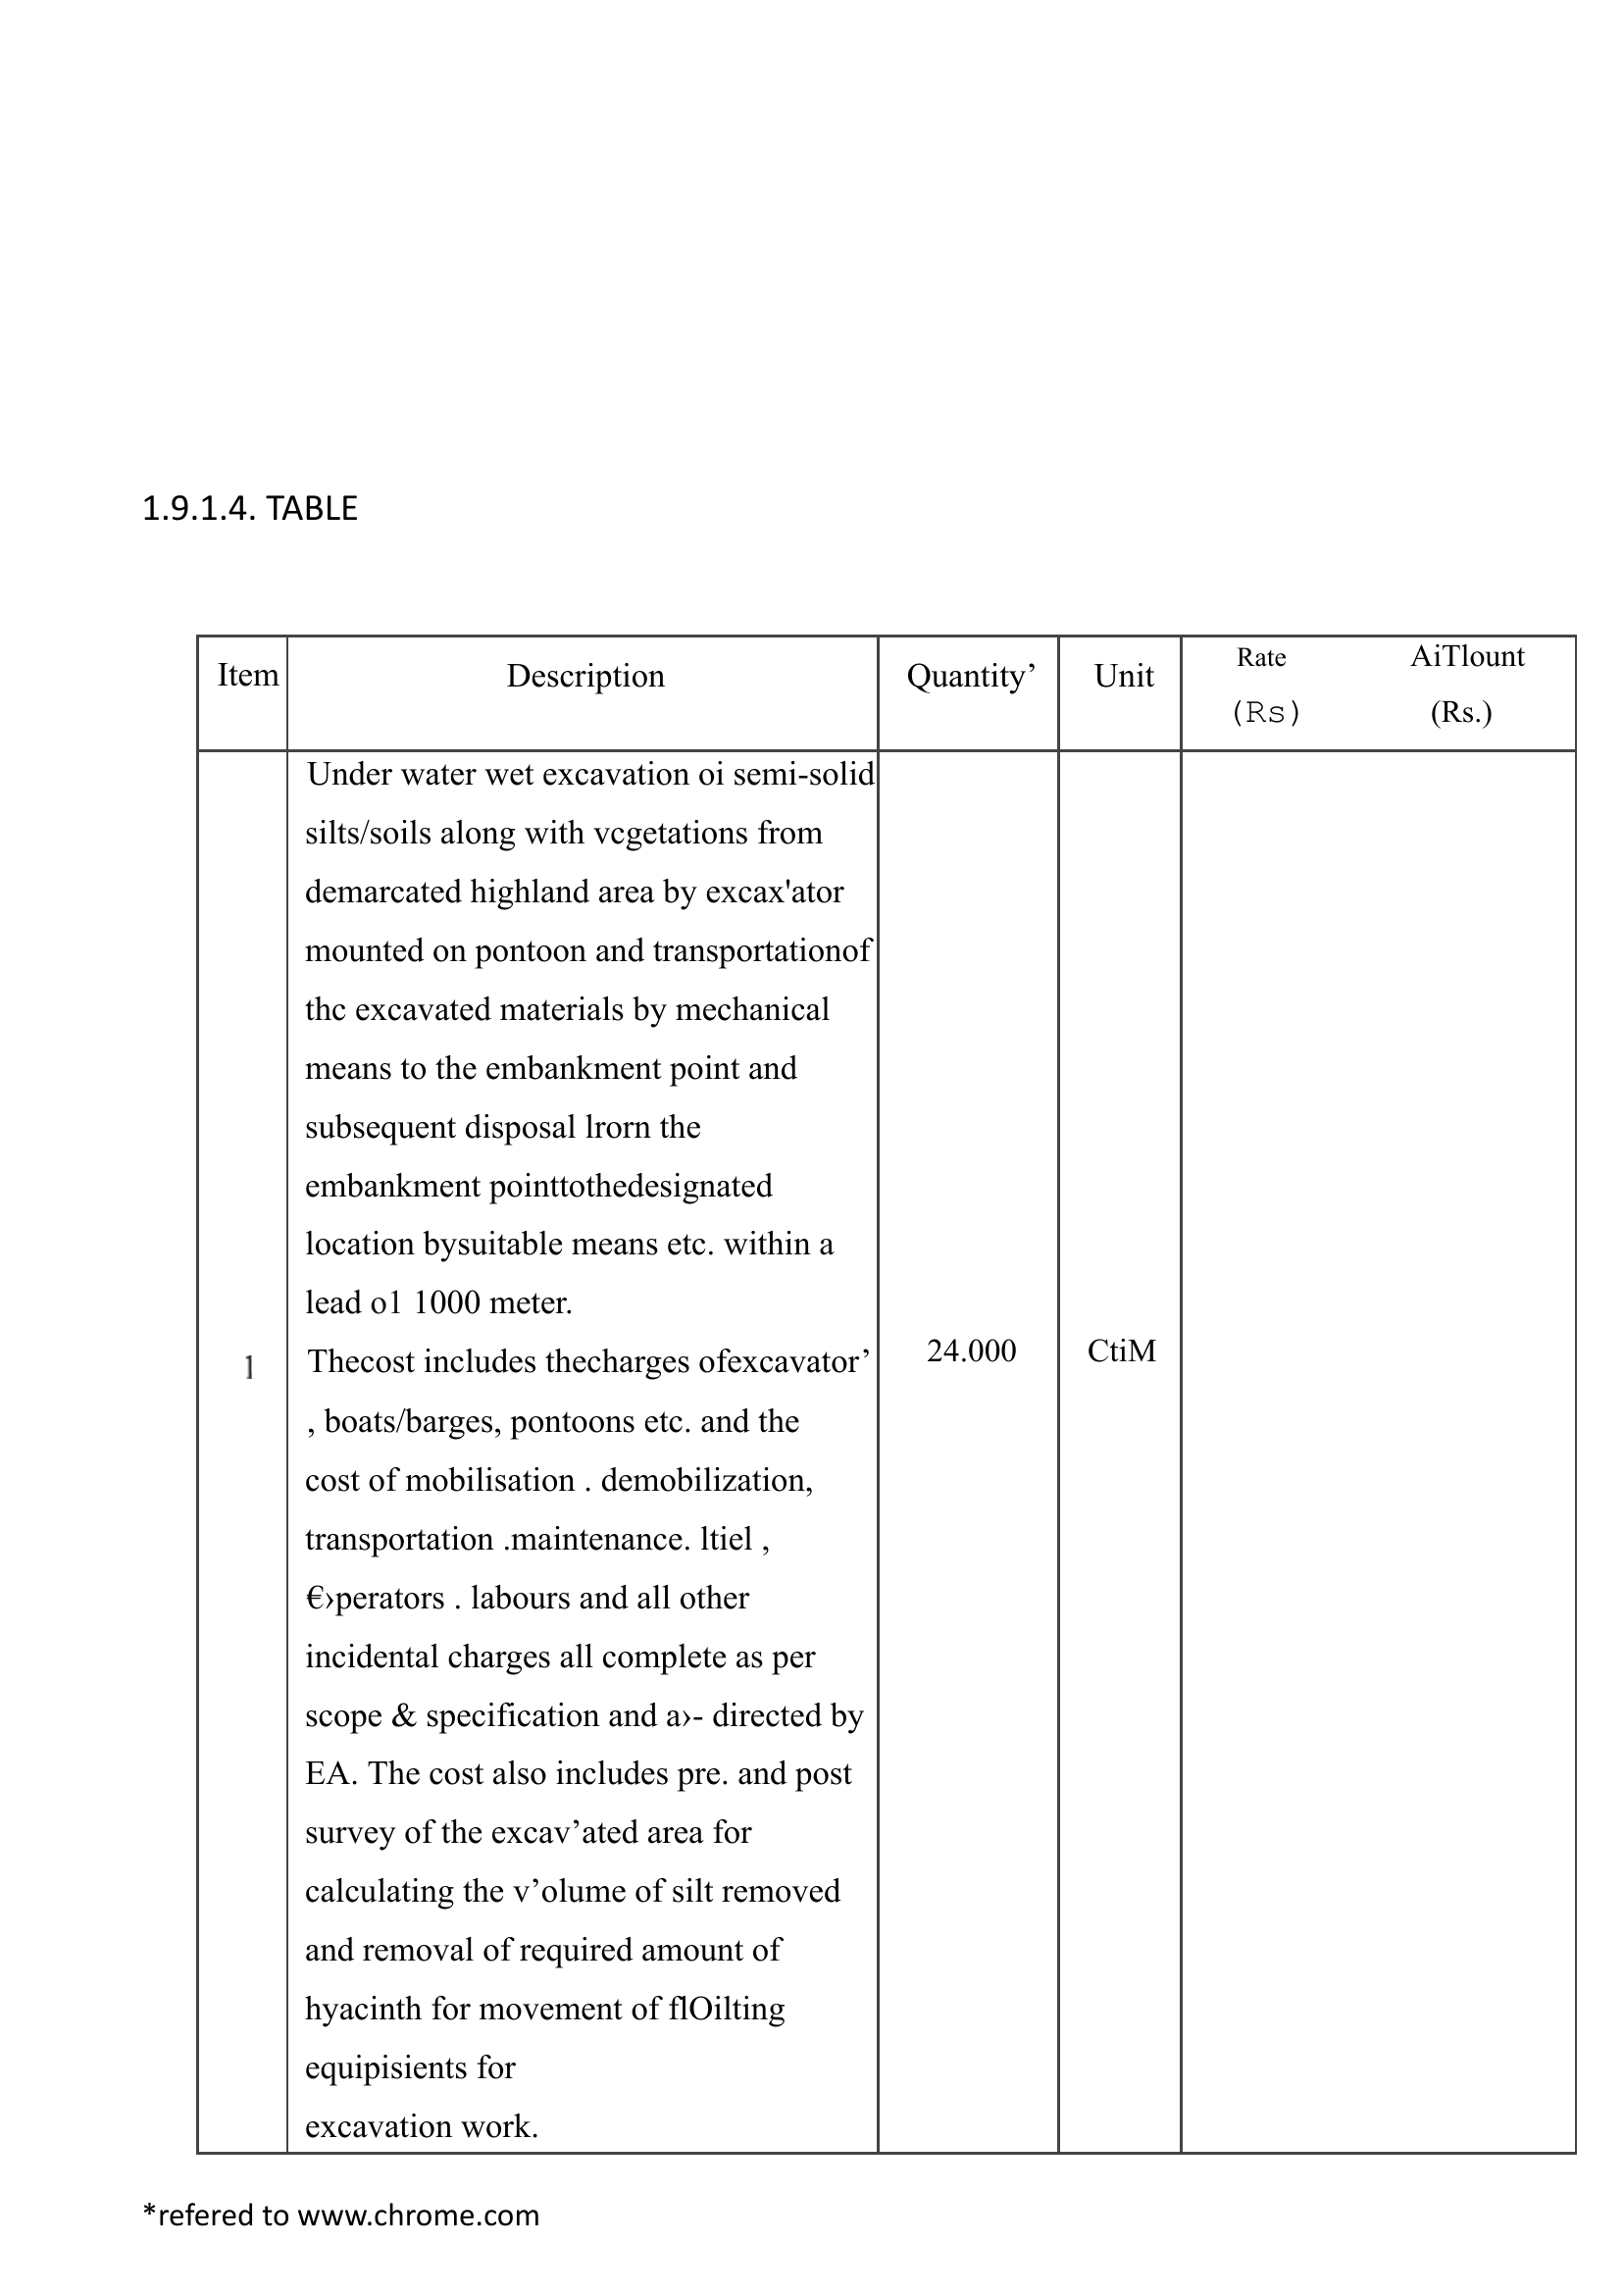 1.9.1.4. TABLE
Item Description Quantity’ Unit Rate (Rs) AiTlount (Rs.)
Under water wet excavation oi semi-solid
silts/soils along with vcgetations from
demarcated highland area by excax'ator
mounted on pontoon and transportationof
thc excavated materials by mechanical
means to the embankment point and
subsequent disposal lrorn the
embankment pointtothedesignated
location bysuitable means etc. within a
lead o1 1000 meter.
1 Thecost includes thecharges ofexcavator’ 24.000 CtiM
, boats/barges, pontoons etc. and the
cost of mobilisation . demobilization,
transportation .maintenance. ltiel ,
€›perators . labours and all other
incidental charges all complete as per
scope & specification and a›- directed by
EA. The cost also includes pre. and post
survey of the excav’ated area for
calculating the v’olume of silt removed
and removal of required amount of
hyacinth for movement of flOilting
equipisients for
excavation work.
*refered to www.chrome.com